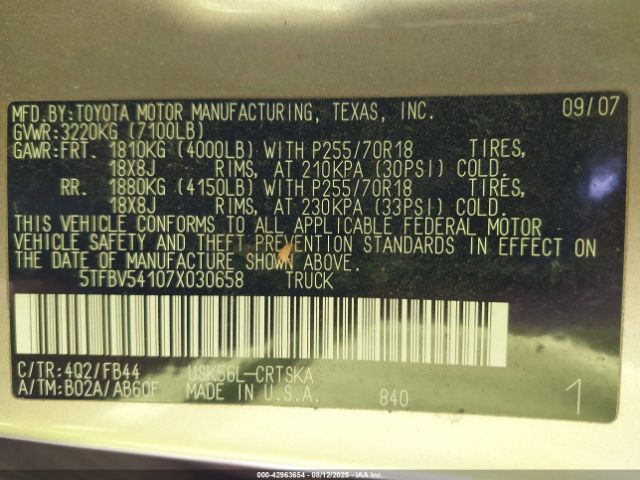 MFD.BY:TOYOTA MOTOR MANUFACTURING, TEXAS, INC. 09/07
GVWR:3220KG (7100LB)
GAWR:FRT. 1810KG (4000LB) WITH P255/70R18 TIRES,
18X8J RIMS, AT 210KPA (30PSI) COLD.
RR. 1880KG (4150LB) WITH P255/70R18 TIRES,
18X8J RIMS, AT 230KPA (33PSI) COLD.
THIS VEHICLE CONFORMS TO ALL APPLICABLE FEDERAL MOTOR
VEHICLE SAFETY AND THEFT PREVENTION STANDARDS IN EFFECT ON
THE DATE OF MANUFACTURE SHOWN ABOVE.
5TFBV54107X030658 TRUCK
C/TR:4Q2/FB44 USK56L-CRTSKA
A/TM:B02A/AB60F MADE IN U.S.A. 840 1
000-42963654 - 08/12/2025 - IAA Inc.